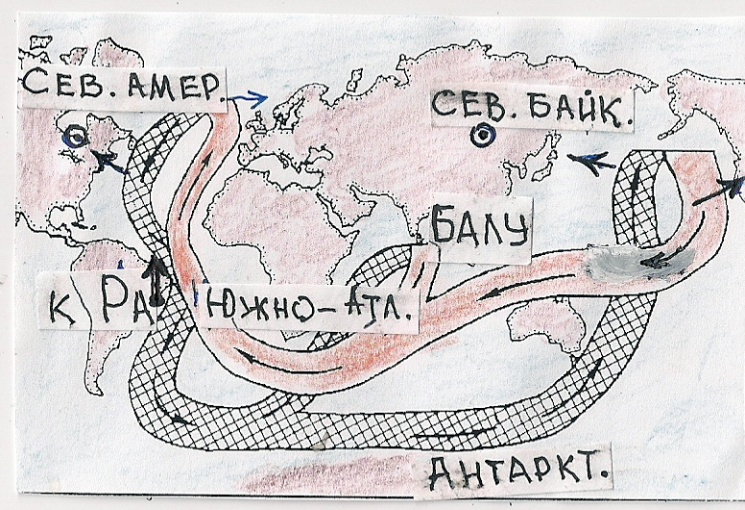 СЕВ. АМЕР.
СЕВ. БАЙК.
БАЛУ
К РА
ЮЖНО-АТЛ.
АНТАРКТ.